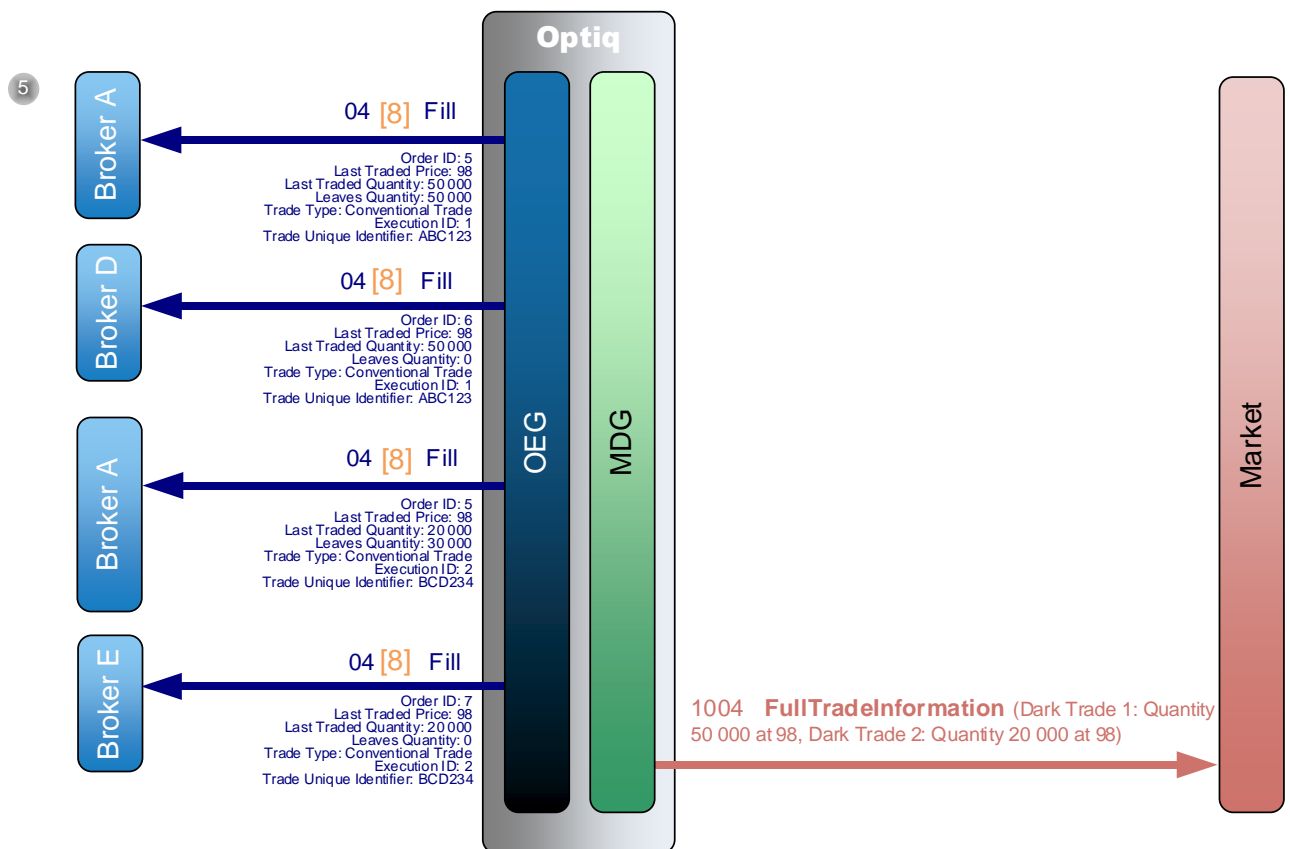 Optiq
5
Broker A
04 [8] Fill
Order ID: 5
Last Traded Price: 98
Last Traded Quantity: 50 000
Leaves Quantity: 50 000
Trade Type: Conventional Trade
Execution ID: 1
Trade Unique Identifier: ABC123
Broker D
04 [8] Fill
Order ID: 6
Last Traded Price: 98
Last Traded Quantity: 50 000
Leaves Quantity: 0
Trade Type: Conventional Trade
Execution ID: 1
Trade Unique Identifier: ABC123
Broker A
04 [8] Fill
Order ID: 5
Last Traded Price: 98
Last Traded Quantity: 20 000
Leaves Quantity: 30 000
Trade Type: Conventional Trade
Execution ID: 2
Trade Unique Identifier: BCD234
Broker E
04 [8] Fill
Order ID: 7
Last Traded Price: 98
Last Traded Quantity: 20 000
Leaves Quantity: 0
Trade Type: Conventional Trade
Execution ID: 2
Trade Unique Identifier: BCD234
OEG
MDG
1004 FullTradeInformation (Dark Trade 1: Quantity
50 000 at 98, Dark Trade 2: Quantity 20 000 at 98)
Market